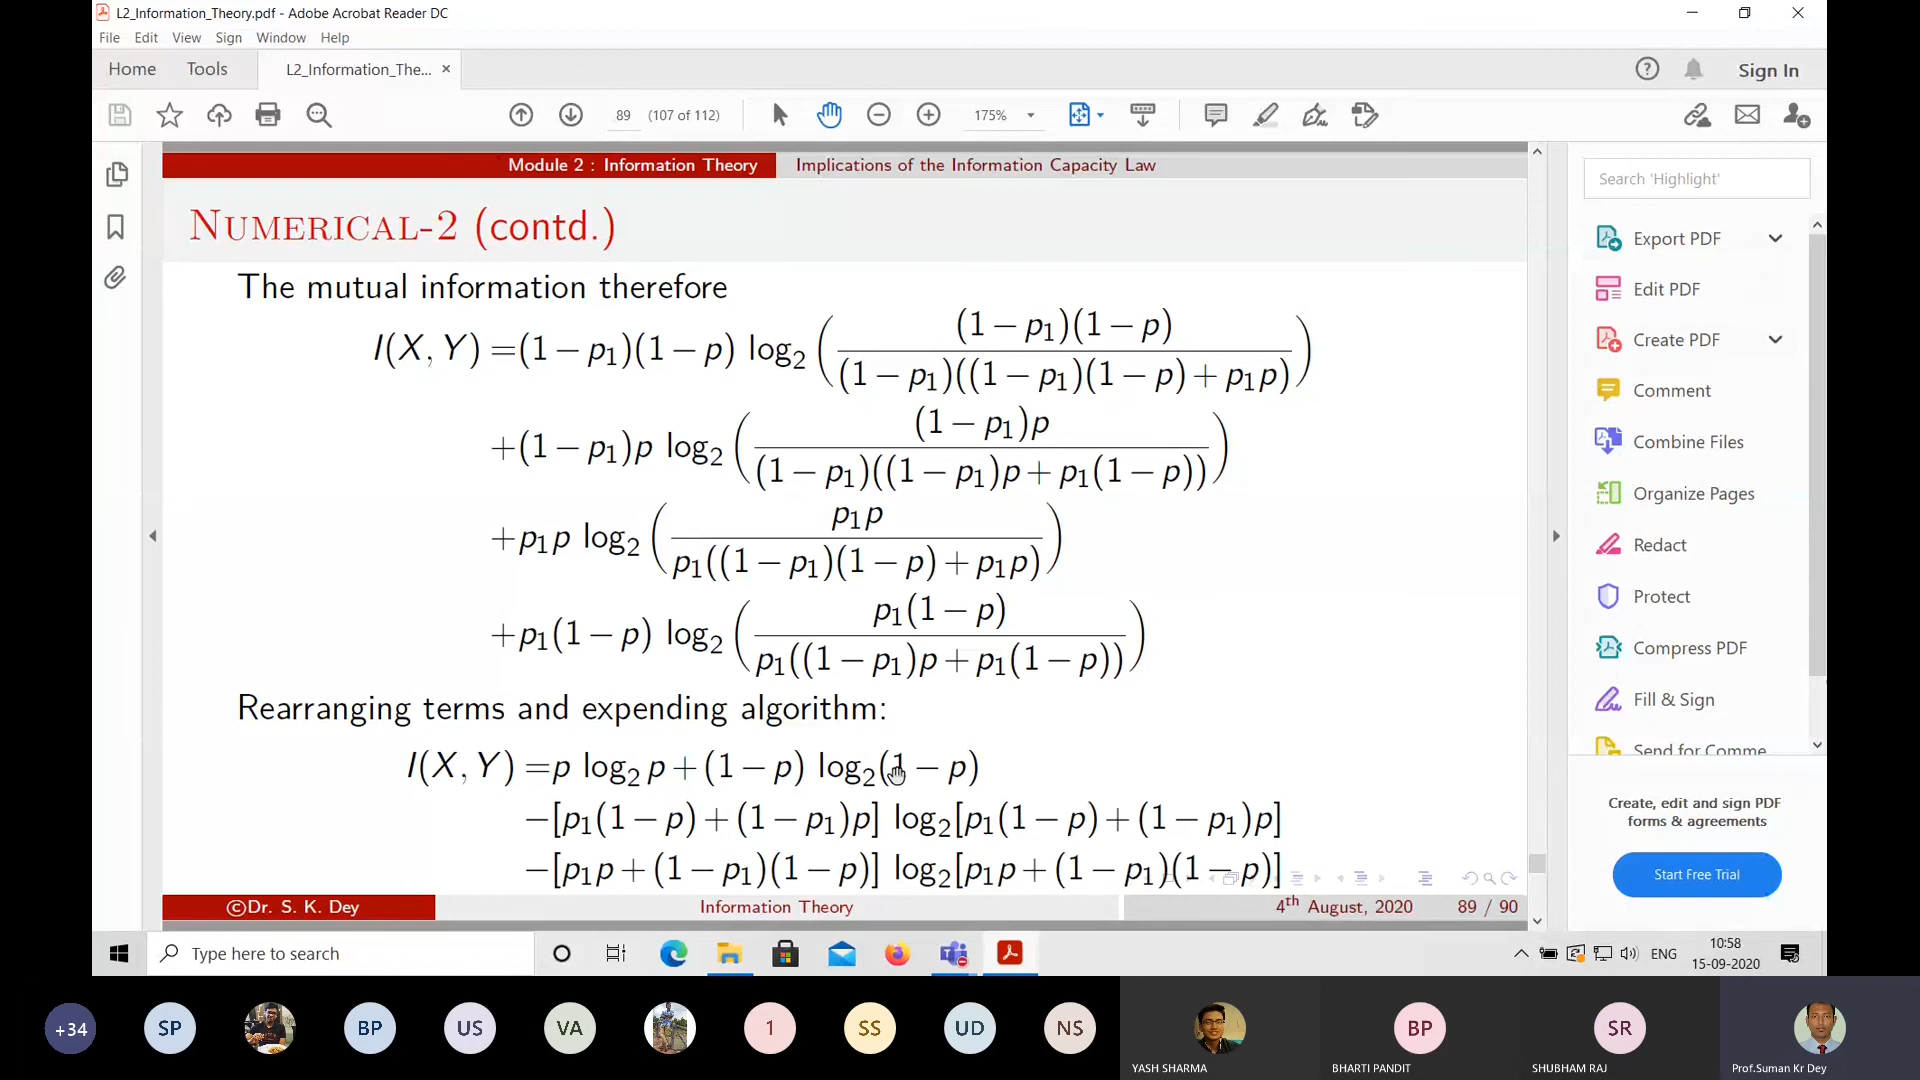 L2_Information_Theory.pdf - Adobe Acrobat Reader DC
File Edit View Sign Window Help
Home Tools L2_Information_The... × Sign In
89 (107 of 112) 175%
Module 2 : Information Theory Implications of the Information Capacity Law
NUMERICAL-2 (contd.)
The mutual information therefore
I(X, Y) =(1 − p₁)(1 − p) log₂ ( (1 − p₁)(1 − p) / (1 − p₁)((1 − p₁)(1 − p) + p₁p) )
+(1 − p₁)p log₂ ( (1 − p₁)p / (1 − p₁)((1 − p₁)p + p₁(1 − p)) )
+p₁p log₂ ( p₁p / p₁((1 − p₁)(1 − p) + p₁p) )
+p₁(1 − p) log₂ ( p₁(1 − p) / p₁((1 − p₁)p + p₁(1 − p)) )
Rearranging terms and expending algorithm:
I(X, Y) =p log₂ p + (1 − p) log₂(1 − p)
−[p₁(1 − p) + (1 − p₁)p] log₂[p₁(1 − p) + (1 − p₁)p]
−[p₁p + (1 − p₁)(1 − p)] log₂[p₁p + (1 − p₁)(1 − p)]
©Dr. S. K. Dey Information Theory 4th August, 2020 89 / 90
Search 'Highlight'
Export PDF
Edit PDF
Create PDF
Comment
Combine Files
Organize Pages
Redact
Protect
Compress PDF
Fill & Sign
Send for Comme
Create, edit and sign PDF
forms & agreements
Start Free Trial
Type here to search
ENG
10:58
15-09-2020
+34 SP BP US VA 1 SS UD NS BP SR
YASH SHARMA BHARTI PANDIT SHUBHAM RAJ Prof.Suman Kr Dey